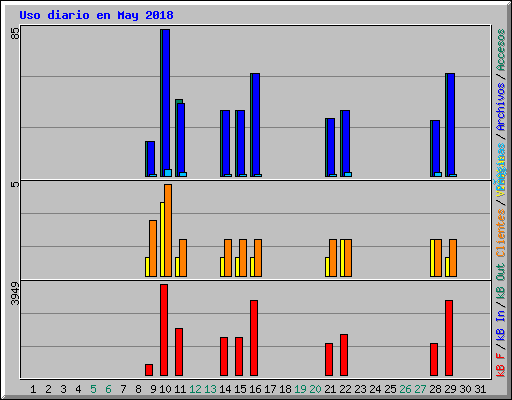 Uso diario en May 2018
85
5
3949
kB F / kB In / kB Out Clientes /
/ Archivos / Accesos
1 2 3 4 5 6 7 8 9 10 11 12 13 14 15 16 17 18 19 20 21 22 23 24 25 26 27 28 29 30 31